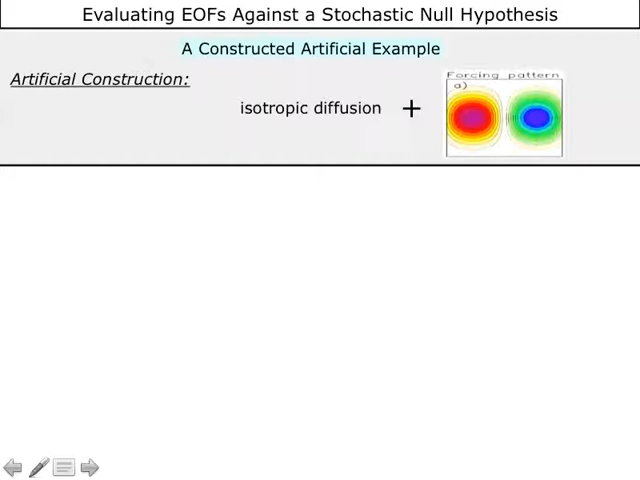 Evaluating EOFs Against a Stochastic Null Hypothesis
A Constructed Artificial Example
Artificial Construction:
isotropic diffusion +
Forcing pattern
a)